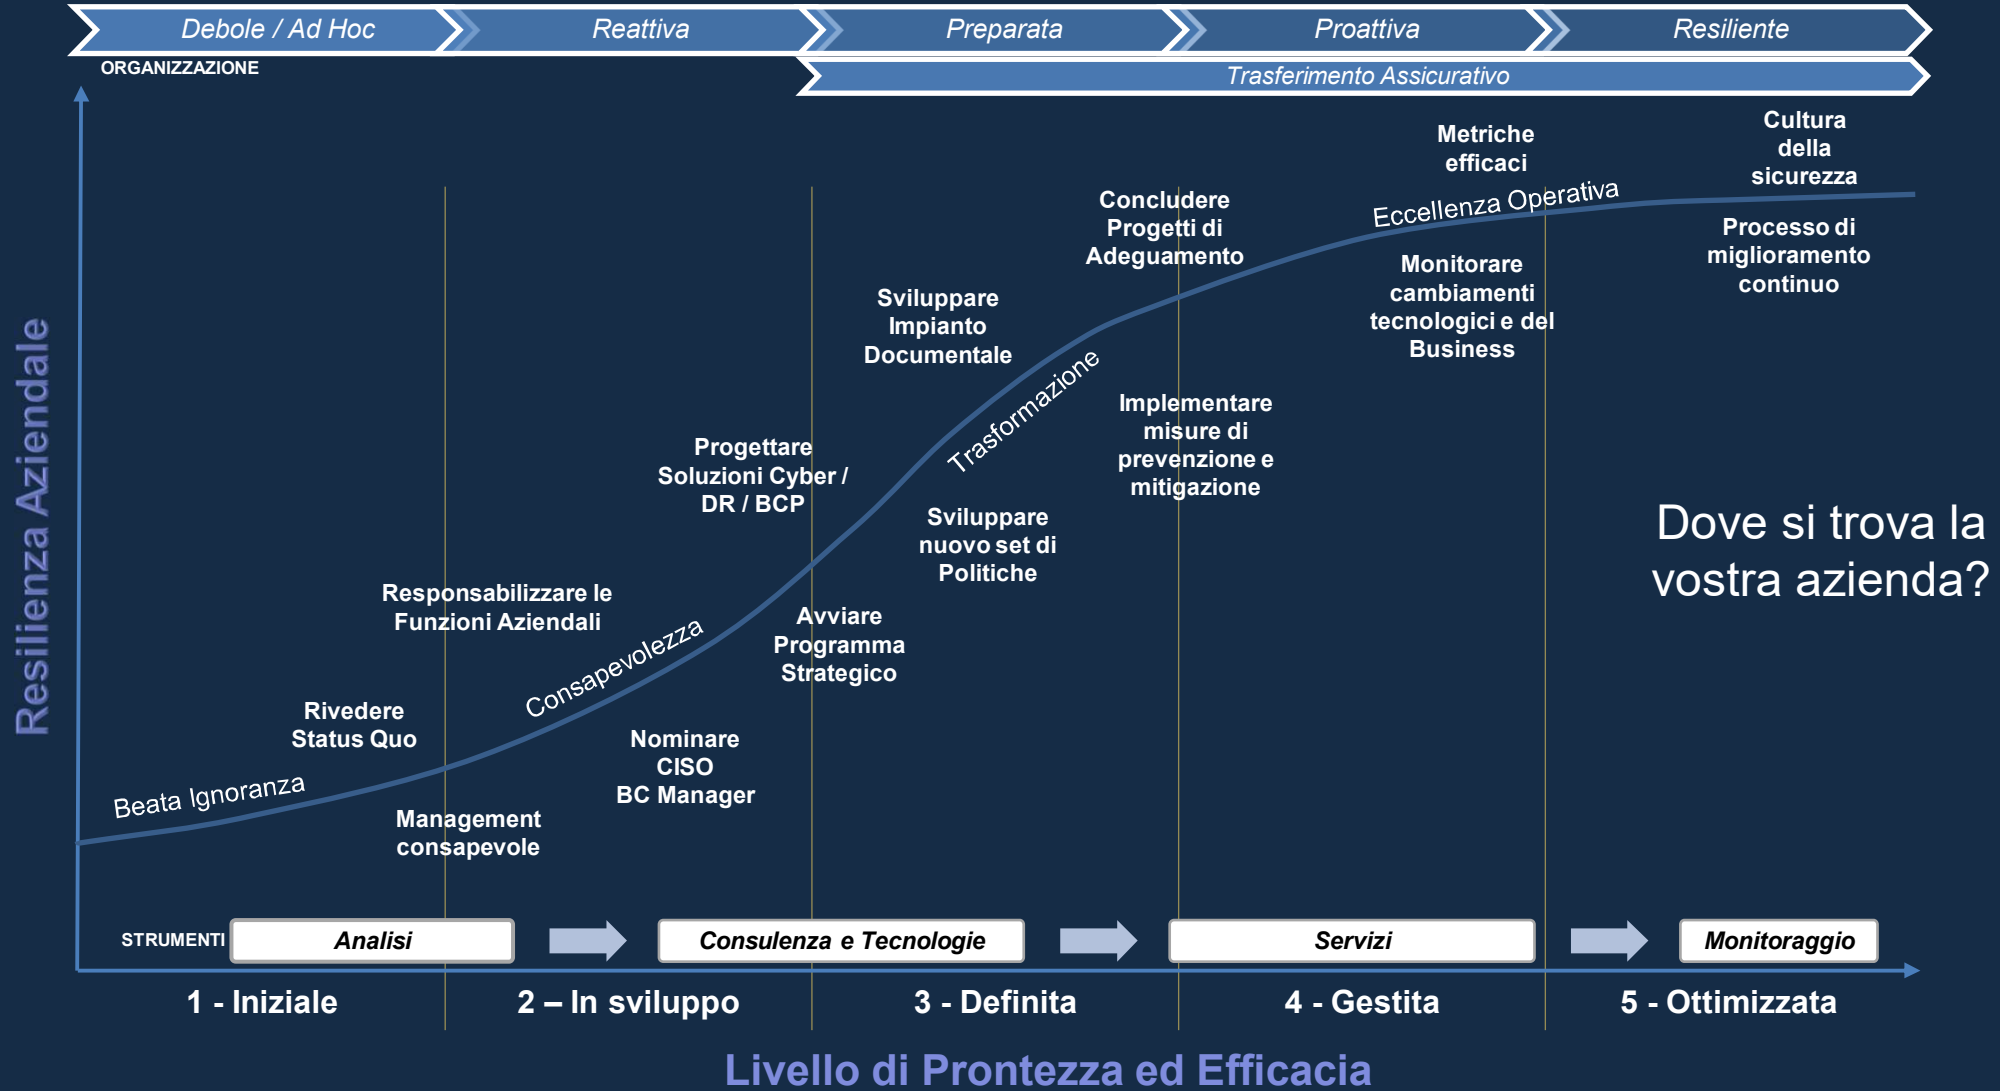 Debole / Ad Hoc
Reattiva
Preparata
Proattiva
Resiliente
ORGANIZZAZIONE
Trasferimento Assicurativo
Resilienza Aziendale
Beata Ignoranza
Rivedere
Status Quo
Management
consapevole
Responsabilizzare le
Funzioni Aziendali
Consapevolezza
Nominare
CISO
BC Manager
Progettare
Soluzioni Cyber /
DR / BCP
Avviare
Programma
Strategico
Sviluppare
Impianto
Documentale
Trasformazione
Sviluppare
nuovo set di
Politiche
Concludere
Progetti di
Adeguamento
Implementare
misure di
prevenzione e
mitigazione
Metriche
efficaci
Eccellenza Operativa
Monitorare
cambiamenti
tecnologici e del
Business
Cultura
della
sicurezza
Processo di
miglioramento
continuo
Dove si trova la
vostra azienda?
STRUMENTI
Analisi
Consulenza e Tecnologie
Servizi
Monitoraggio
1 - Iniziale
2 – In sviluppo
3 - Definita
4 - Gestita
5 - Ottimizzata
Livello di Prontezza ed Efficacia